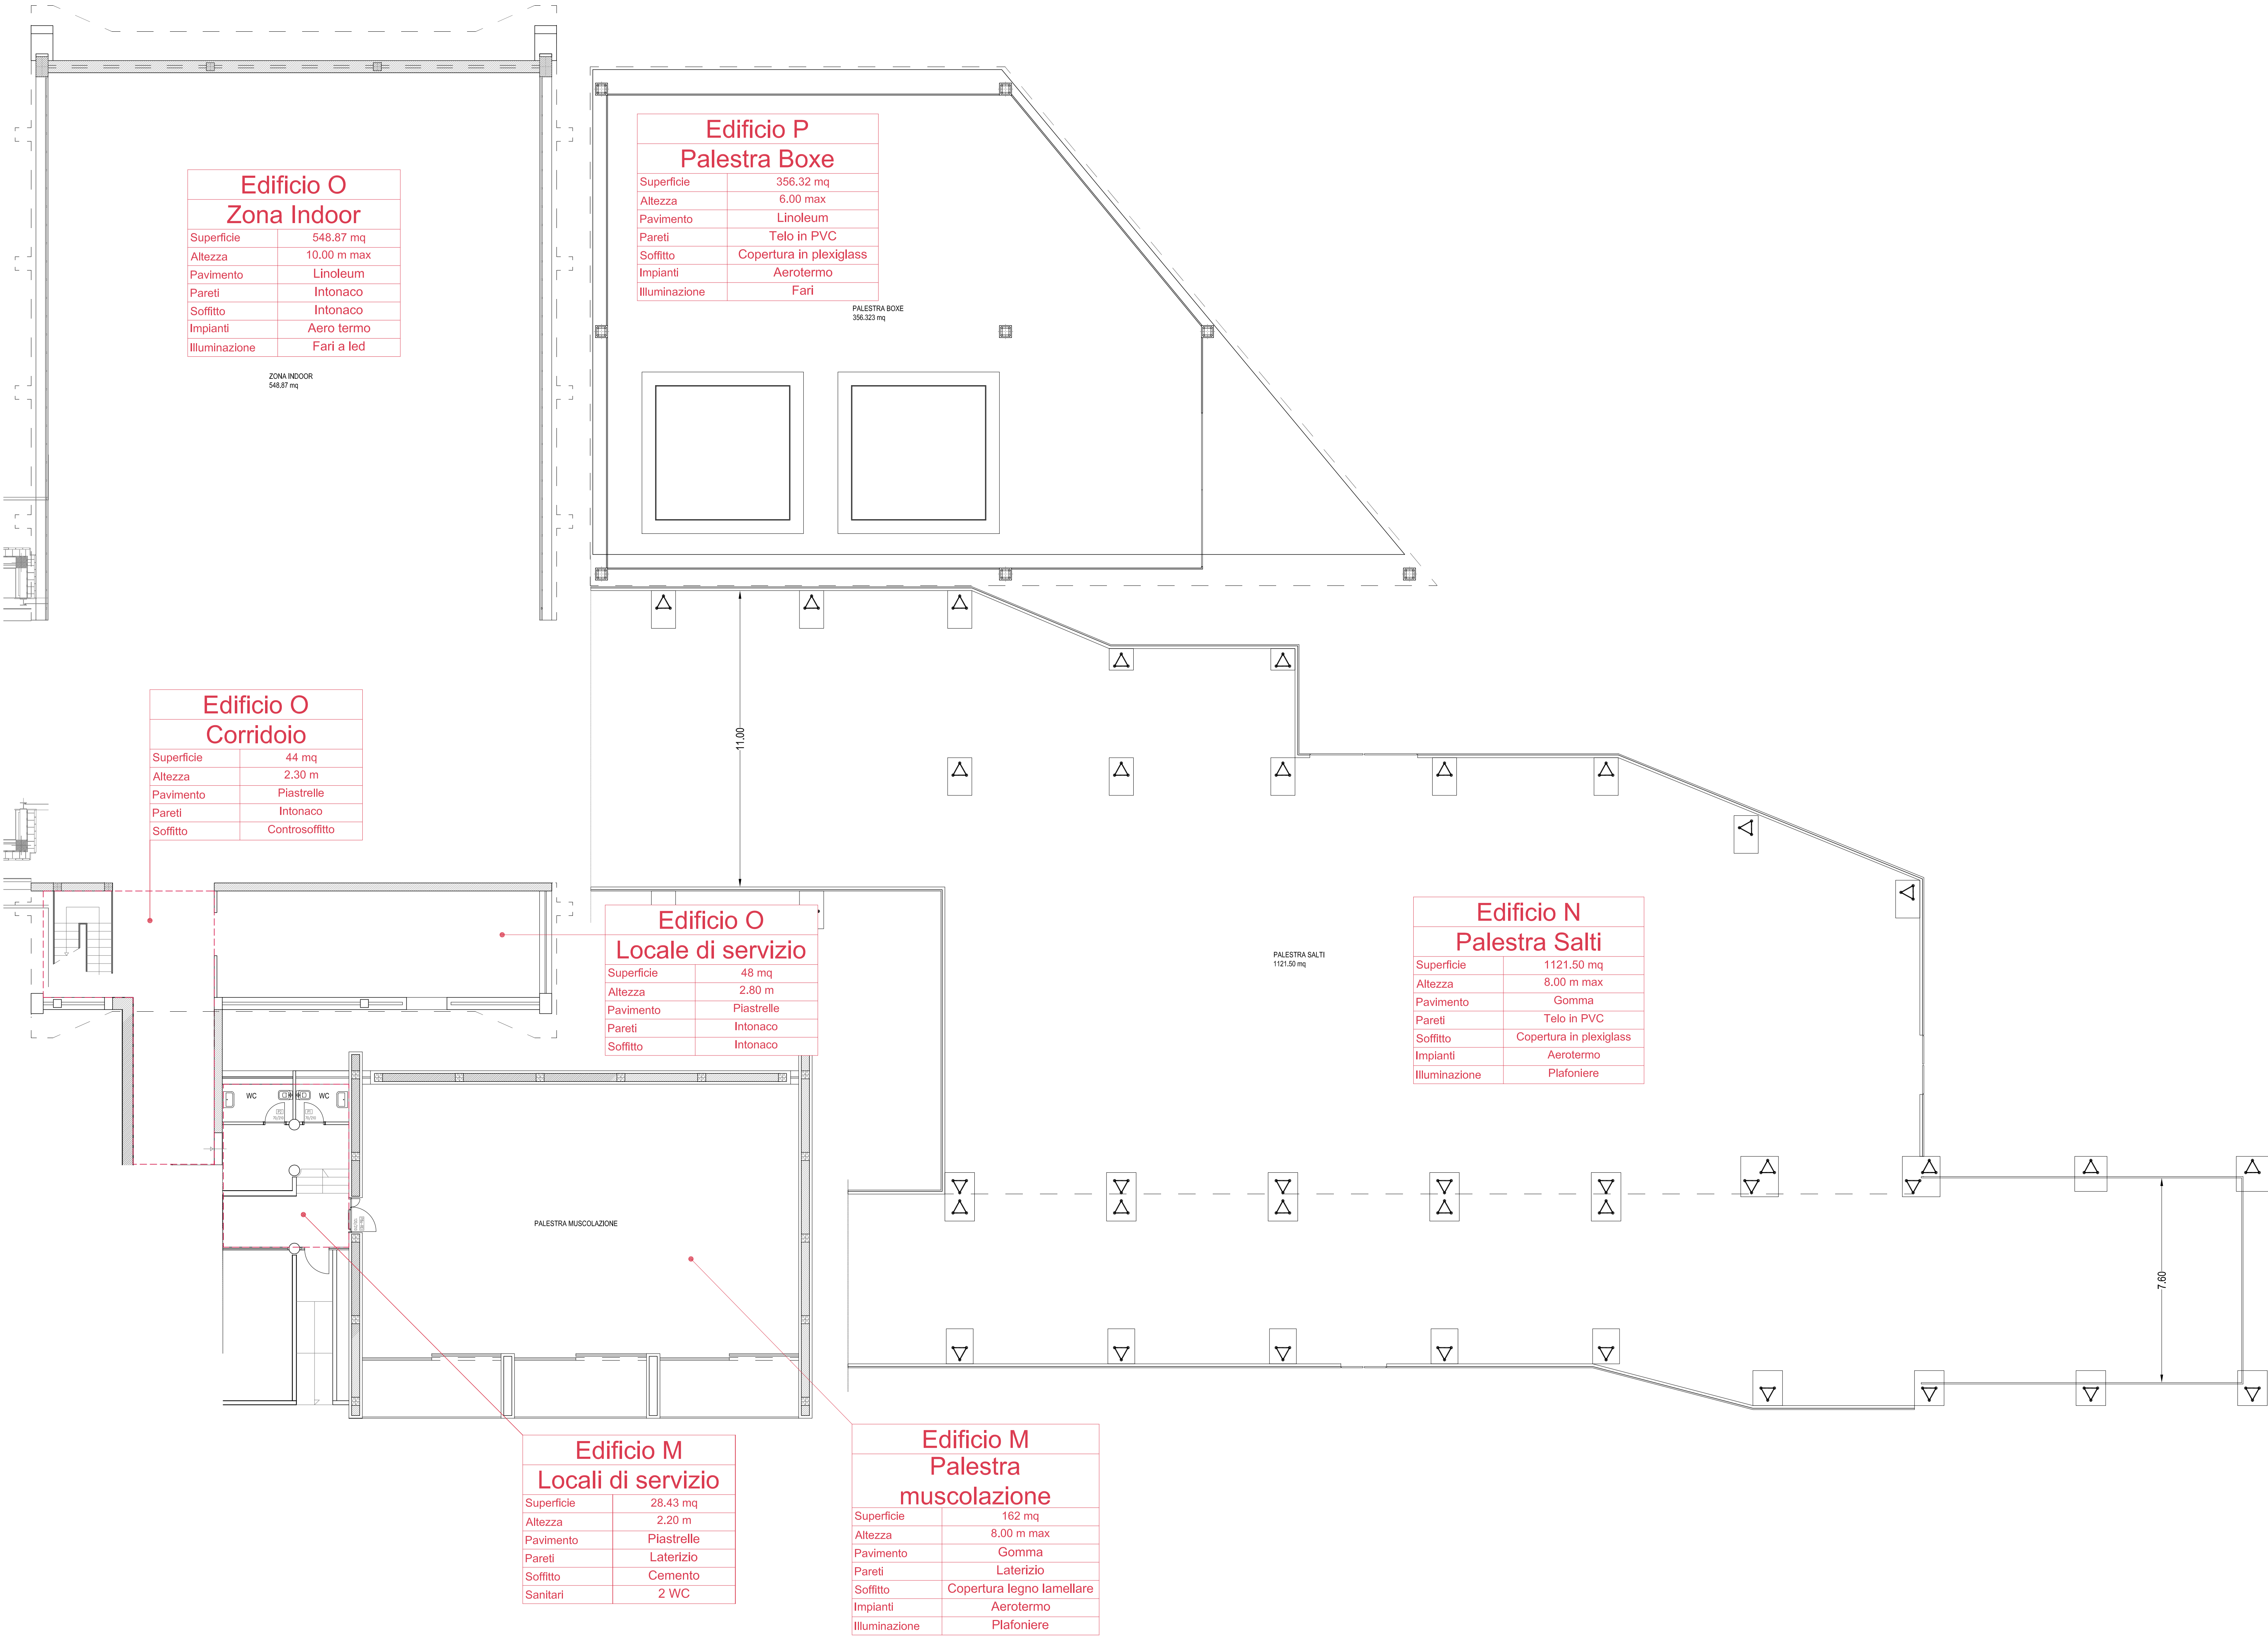 Edificio O
Zona Indoor
Superficie 548.87 mq
Altezza 10.00 m max
Pavimento Linoleum
Pareti Intonaco
Soffitto Intonaco
Impianti Aero termo
Illuminazione Fari a led
ZONA INDOOR
548,87 mq
Edificio P
Palestra Boxe
Superficie 356.32 mq
Altezza 6.00 max
Pavimento Linoleum
Pareti Telo in PVC
Soffitto Copertura in plexiglass
Impianti Aerotermo
Illuminazione Fari
PALESTRA BOXE
356.323 mq
11.00
Edificio O
Corridoio
Superficie 44 mq
Altezza 2.30 m
Pavimento Piastrelle
Pareti Intonaco
Soffitto Controsoffitto
Edificio O
Locale di servizio
Superficie 48 mq
Altezza 2.80 m
Pavimento Piastrelle
Pareti Intonaco
Soffitto Intonaco
PALESTRA SALTI
1121.50 mq
Edificio N
Palestra Salti
Superficie 1121.50 mq
Altezza 8.00 m max
Pavimento Gomma
Pareti Telo in PVC
Soffitto Copertura in plexiglass
Impianti Aerotermo
Illuminazione Plafoniere
WC
WC
PALESTRA MUSCOLAZIONE
7.60
Edificio M
Locali di servizio
Superficie 28.43 mq
Altezza 2.20 m
Pavimento Piastrelle
Pareti Laterizio
Soffitto Cemento
Sanitari 2 WC
Edificio M
Palestra
muscolazione
Superficie 162 mq
Altezza 8.00 m max
Pavimento Gomma
Pareti Laterizio
Soffitto Copertura legno lamellare
Impianti Aerotermo
Illuminazione Plafoniere